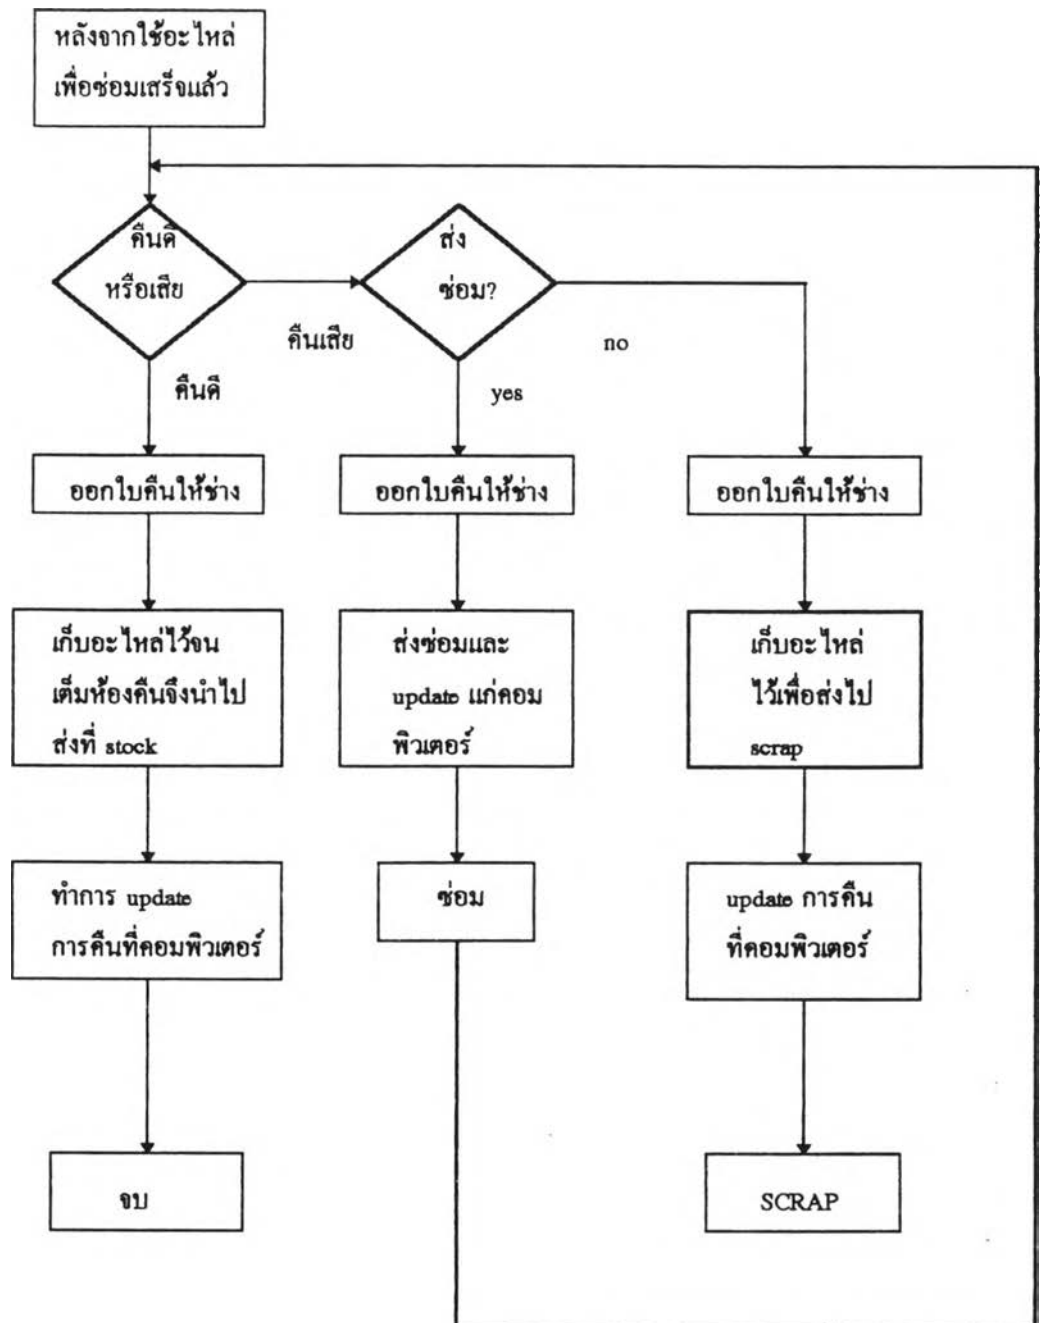 หลังจากใช้อะไหล่
เพื่อซ่อมเสร็จแล้ว
คืนดี
หรือเสีย
ส่ง
ซ่อม?
คืนเสีย
no
คืนดี
yes
ออกใบคืนให้ช่าง
ออกใบคืนให้ช่าง
ออกใบคืนให้ช่าง
เก็บอะไหล่ไว้จน
เต็มห้องคืนจึงนำไป
ส่งที่ stock
ส่งซ่อมและ
update แก่คอม
พิวเตอร์
เก็บอะไหล่
ไว้เพื่อส่งไป
scrap
ทำการ update
การคืนที่คอมพิวเตอร์
ซ่อม
update การคืน
ที่คอมพิวเตอร์
จบ
SCRAP